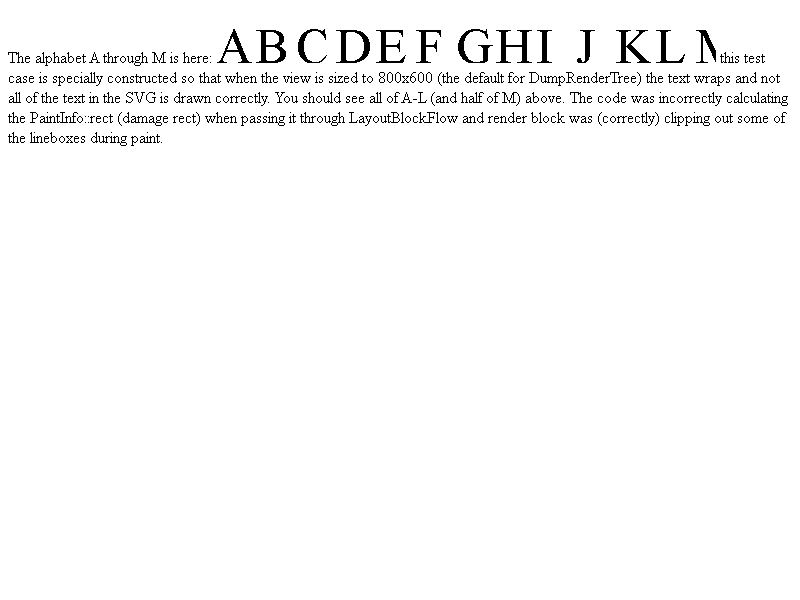 The alphabet A through M is here: A B C D E F G H I J K L M this test
case is specially constructed so that when the view is sized to 800x600 (the default for DumpRenderTree) the text wraps and not
all of the text in the SVG is drawn correctly. You should see all of A-L (and half of M) above. The code was incorrectly calculating
the PaintInfo::rect (damage rect) when passing it through LayoutBlockFlow and render block was (correctly) clipping out some of
the lineboxes during paint.